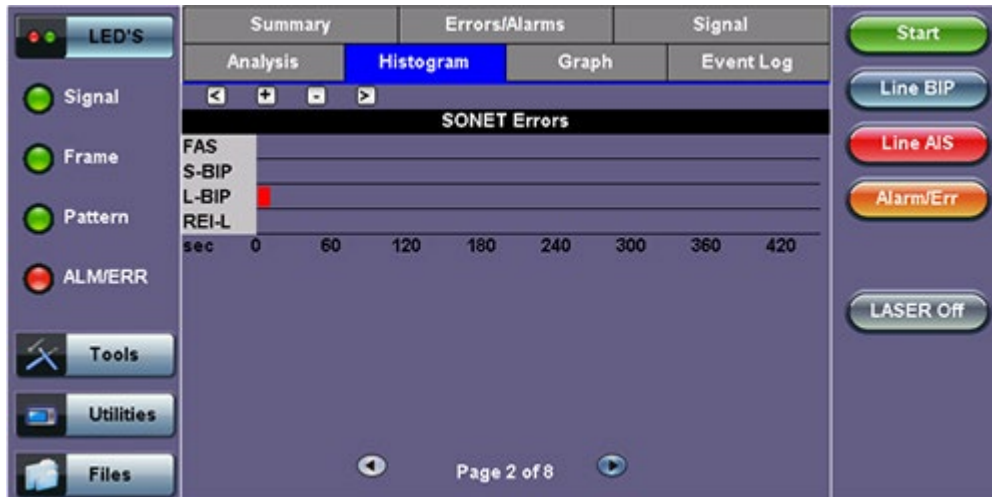 LED'S
Signal
Frame
Pattern
ALM/ERR
Tools
Utilities
Files
Summary Errors/Alarms Signal
Analysis Histogram Graph Event Log
< + - >
SONET Errors
FAS
S-BIP
L-BIP
REI-L
sec 0 60 120 180 240 300 360 420
Page 2 of 8
Start
Line BIP
Line AIS
Alarm/Err
LASER Off